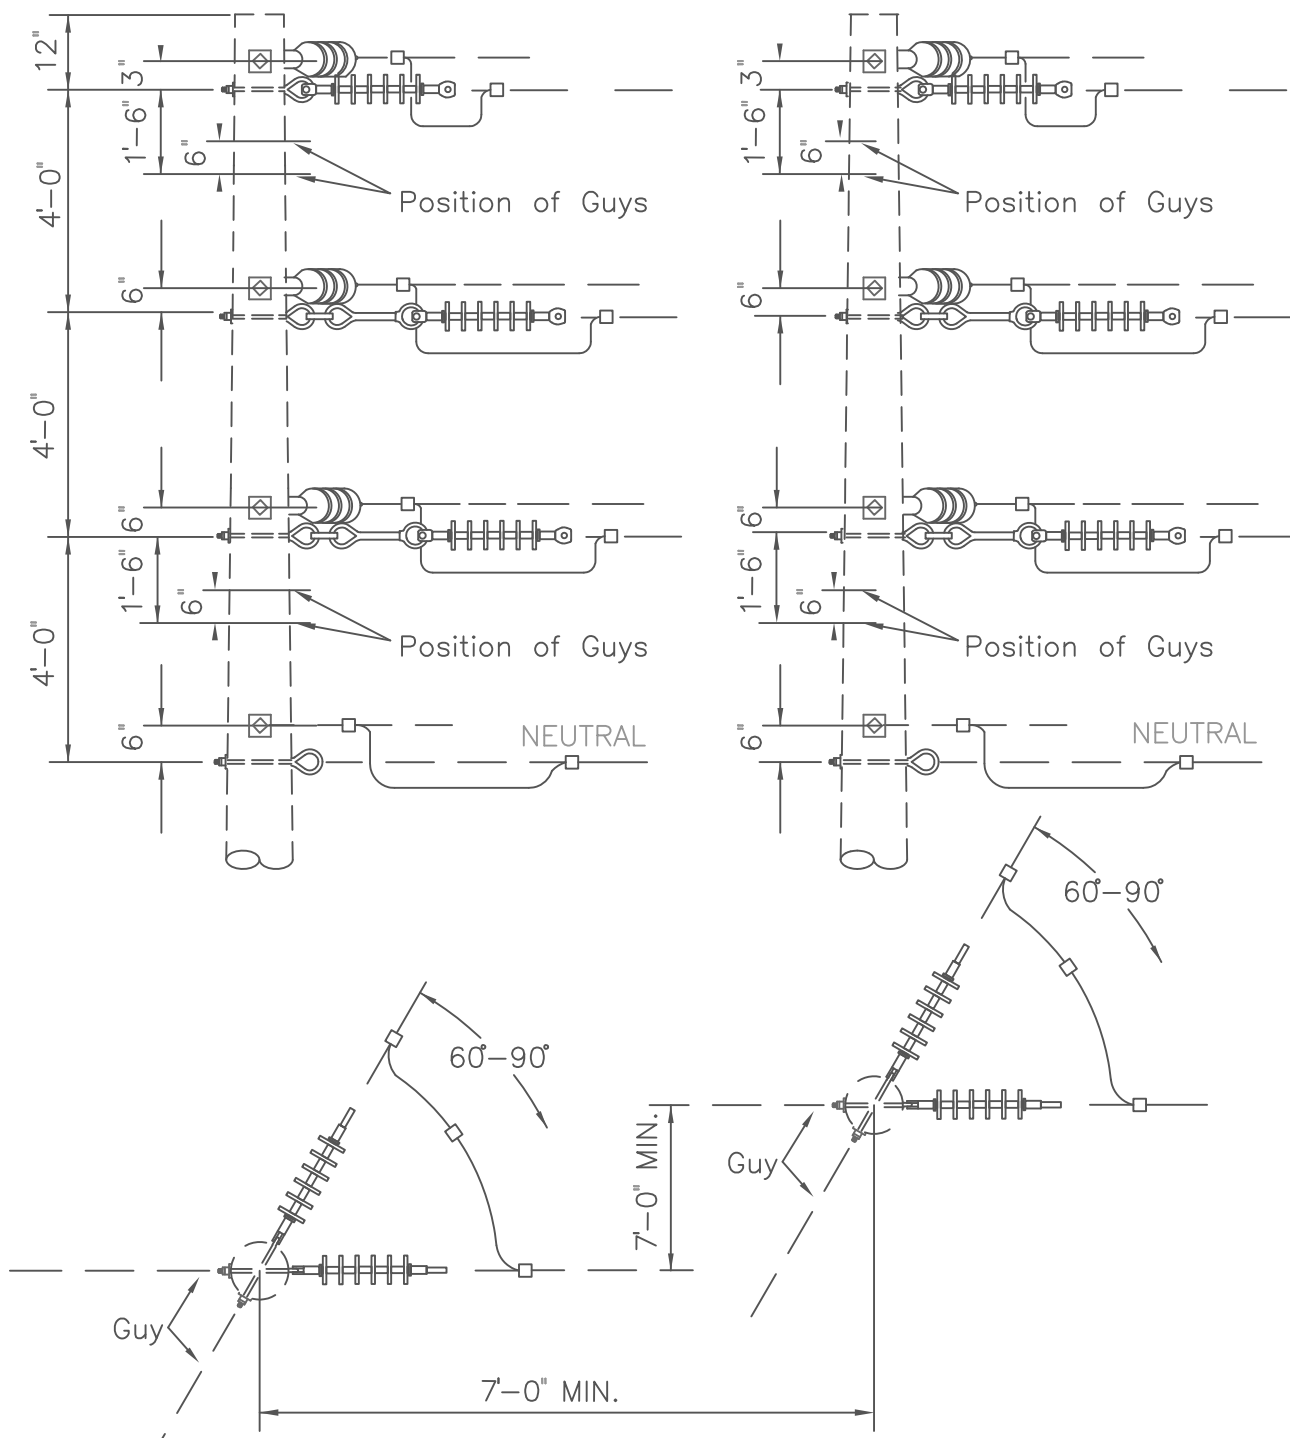 12"
3"
3"
1'-6"
6"
1'-6"
6"
4'-0"
Position of Guys
Position of Guys
6"
6"
4'-0"
6"
6"
1'-6"
6"
1'-6"
6"
4'-0"
Position of Guys
Position of Guys
6"
NEUTRAL
6"
NEUTRAL
60°-90°
60°-90°
7'-0" MIN.
Guy
Guy
7'-0" MIN.